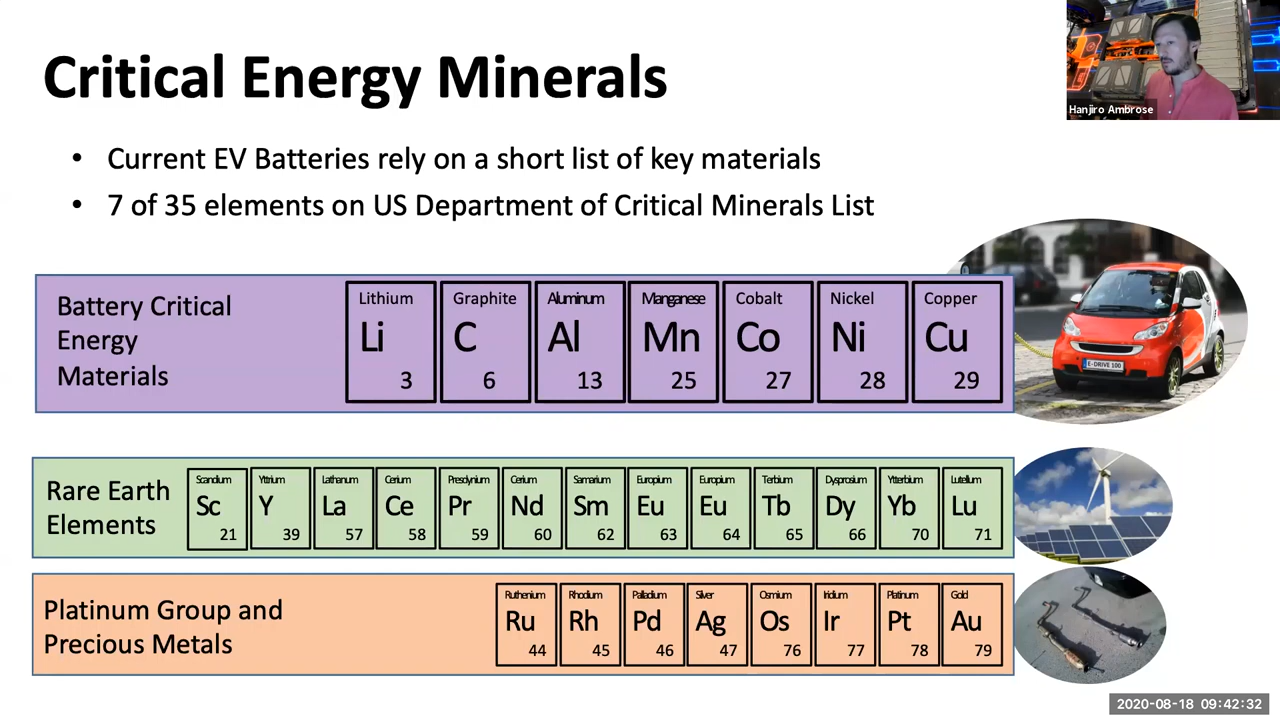 Critical Energy Minerals
Hanjiro Ambrose
• Current EV Batteries rely on a short list of key materials
• 7 of 35 elements on US Department of Critical Minerals List
Battery Critical
Energy
Materials
Lithium Graphite Aluminum Manganese Cobalt Nickel Copper
Li C Al Mn Co Ni Cu
3 6 13 25 27 28 29
E-DRIVE 100
Rare Earth
Elements
Scandium Yttrium Lathanum Cerium Presdynium Cerium Samarium Europium Europium Terbium Dysprosium Ytterbium Lutellum
Sc Y La Ce Pr Nd Sm Eu Eu Tb Dy Yb Lu
21 39 57 58 59 60 62 63 64 65 66 70 71
Platinum Group and
Precious Metals
Ruthenium Rhodium Palladium Silver Osmium Iridium Platinum Gold
Ru Rh Pd Ag Os Ir Pt Au
44 45 46 47 76 77 78 79
2020-08-18 09:42:32